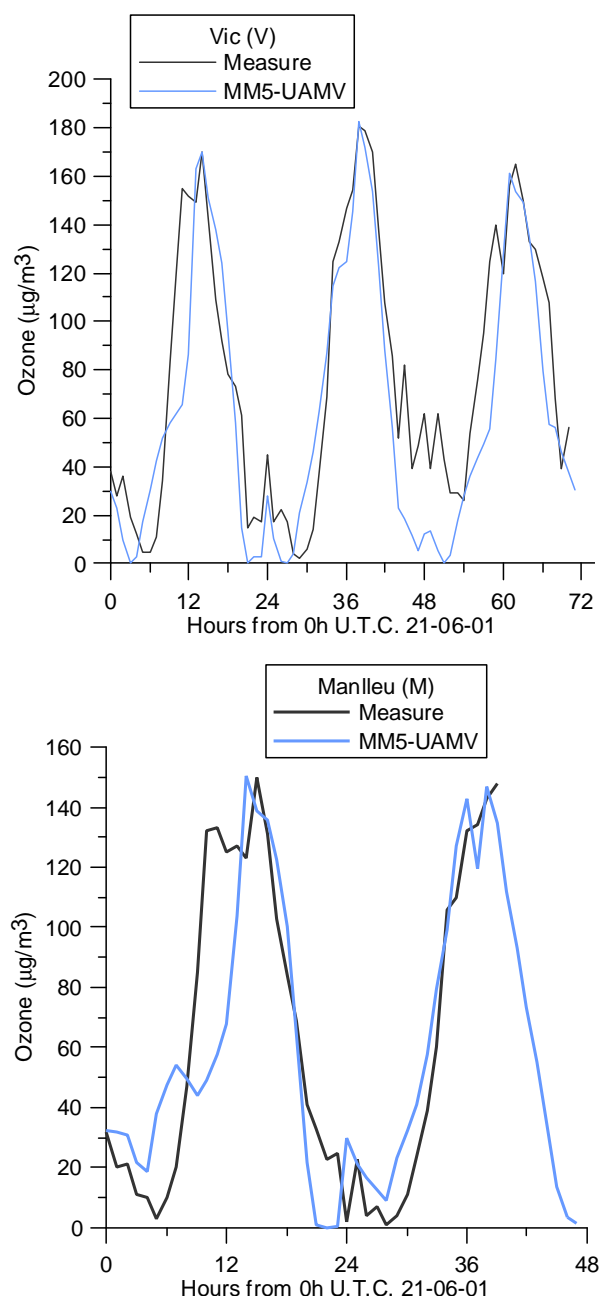 Vic (V)
Measure
MM5-UAMV
200
180
160
140
120
100
80
60
40
20
0
Ozone (µg/m3)
0 12 24 36 48 60 72
Hours from 0h U.T.C. 21-06-01
Manlleu (M)
Measure
MM5-UAMV
160
140
120
100
80
60
40
20
0
Ozone (µg/m3)
0 12 24 36 48
Hours from 0h U.T.C. 21-06-01